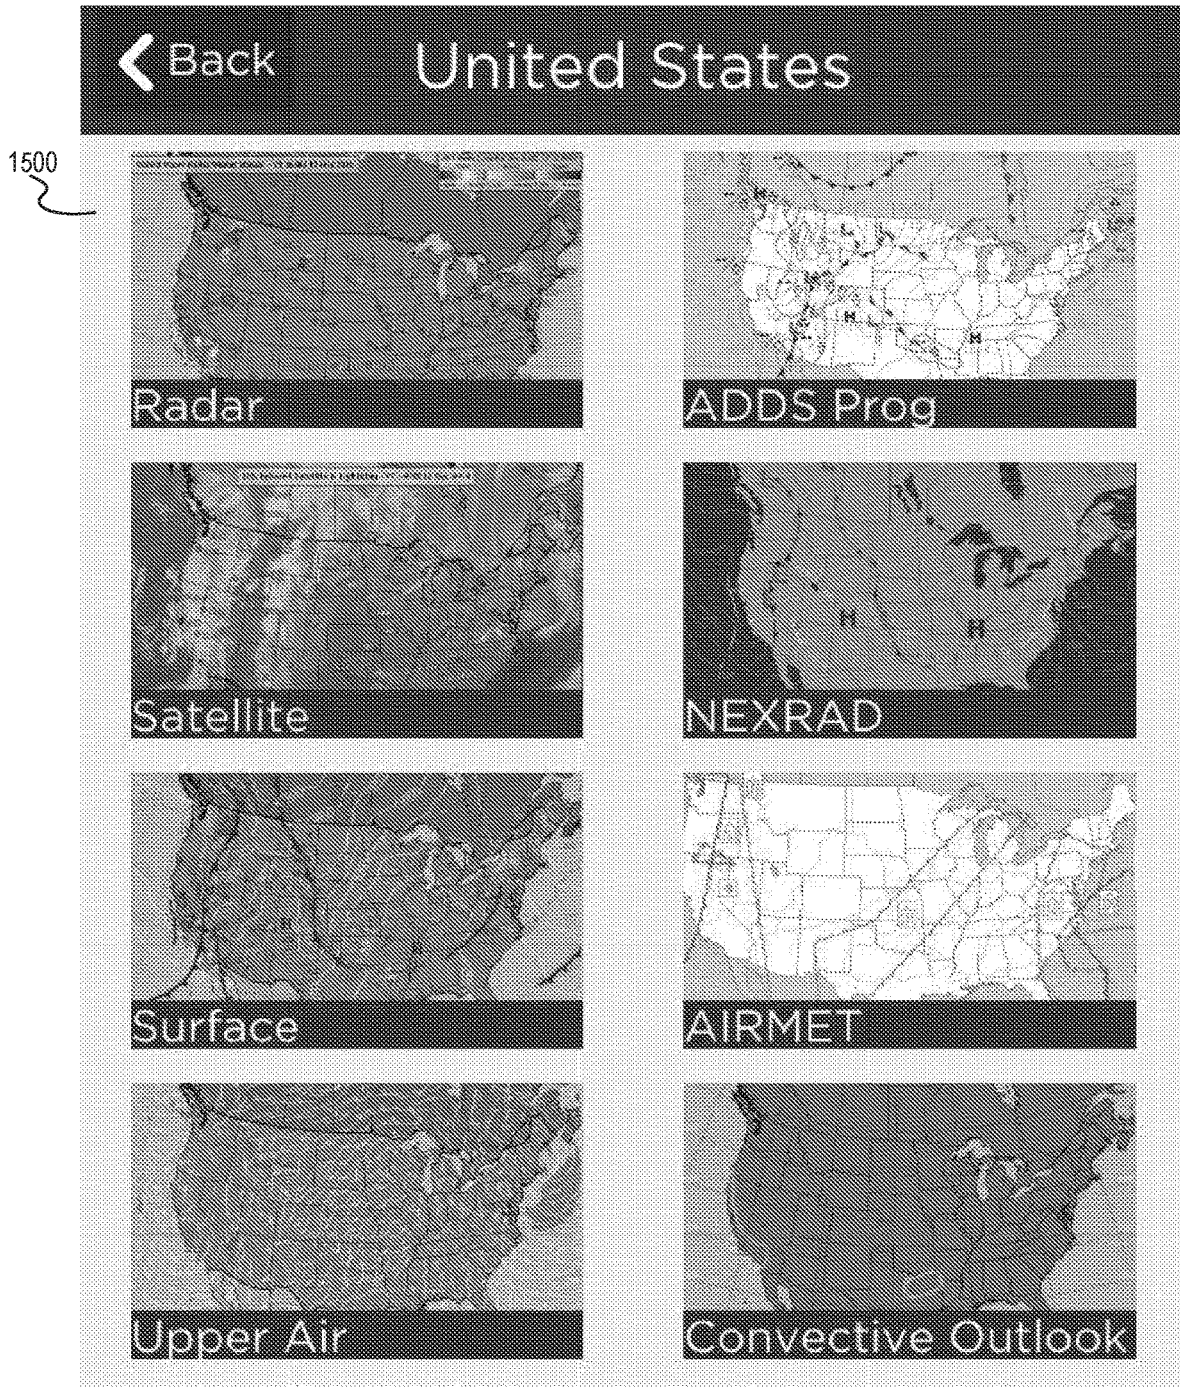 Back
United States
1500
Radar
ADDS Prog
Satellite
NEXRAD
Surface
AIRMET
Upper Air
Convective Outlook